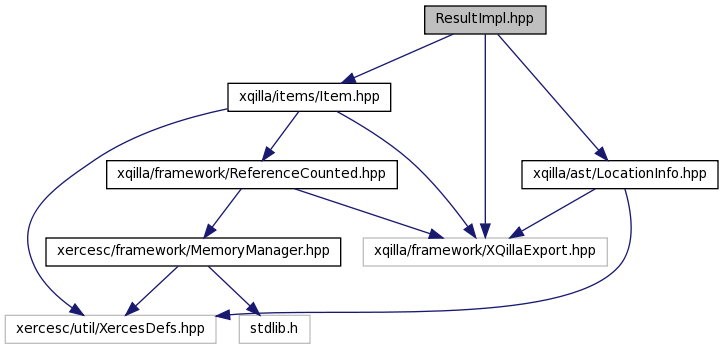 ResultImpl.hpp
xqilla/items/Item.hpp
xqilla/framework/ReferenceCounted.hpp
xqilla/ast/LocationInfo.hpp
xercesc/framework/MemoryManager.hpp
xqilla/framework/XQillaExport.hpp
xercesc/util/XercesDefs.hpp
stdlib.h